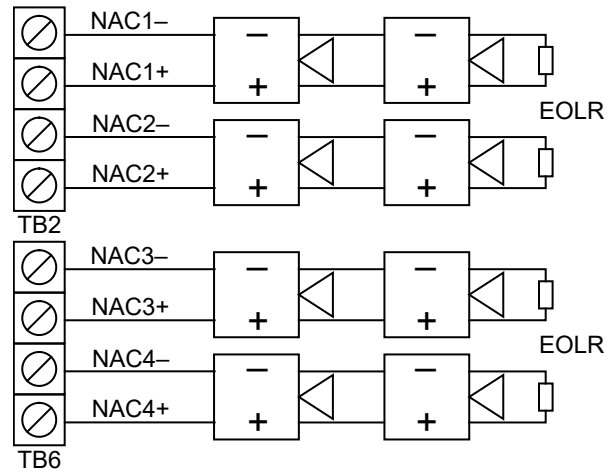 NAC1–
NAC1+
EOLR
NAC2–
NAC2+
TB2
NAC3–
NAC3+
EOLR
NAC4–
NAC4+
TB6